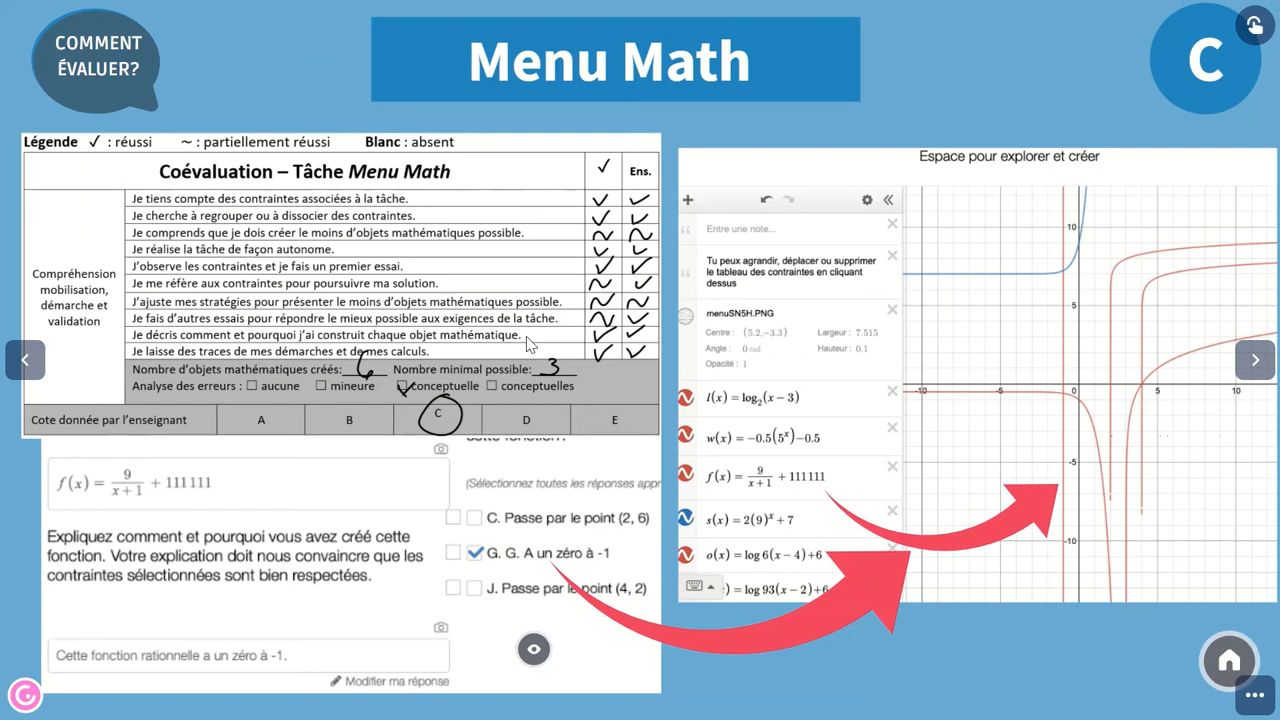 COMMENT
ÉVALUER?
Menu Math
C
Légende ✓ : réussi ~ : partiellement réussi Blanc : absent
Coévaluation – Tâche Menu Math ✓ Ens.
Compréhension
mobilisation,
démarche et
validation
Je tiens compte des contraintes associées à la tâche. ✓ ✓
Je cherche à regrouper ou à dissocier des contraintes. ✓ ✓
Je comprends que je dois créer le moins d'objets mathématiques possible. ~ ~
Je réalise la tâche de façon autonome. ✓ ✓
J'observe les contraintes et je fais un premier essai. ✓ ✓
Je me réfère aux contraintes pour poursuivre ma solution. ~ ✓
J'ajuste mes stratégies pour présenter le moins d'objets mathématiques possible. ~ ~
Je fais d'autres essais pour répondre le mieux possible aux exigences de la tâche. ~ ✓
Je décris comment et pourquoi j'ai construit chaque objet mathématique. ✓ ✓
Je laisse des traces de mes démarches et de mes calculs. ✓ ✓
Nombre d'objets mathématiques créés: 6 Nombre minimal possible: 3
Analyse des erreurs : ☐ aucune ☐ mineure ☑ conceptuelle ☐ conceptuelles
Cote donnée par l'enseignant A B C D E
f(x) = 9/(x+1) + 111111
Expliquez comment et pourquoi vous avez créé cette
fonction. Votre explication doit nous convaincre que les
contraintes sélectionnées sont bien respectées.
Cette fonction rationnelle a un zéro à -1.
Modifier ma réponse
(Sélectionnez toutes les réponses appr
C. Passe par le point (2, 6)
G. G. A un zéro à -1
J. Passe par le point (4, 2)
Espace pour explorer et créer
Entre une note...
Tu peux agrandir, déplacer ou supprimer
le tableau des contraintes en cliquant
dessus
menuSN5H.PNG
Centre : (5.2,−3.3) Largeur : 7.515
Angle : 0 rad Hauteur : 0.1
Opacité : 1
l(x) = log₂(x − 3)
w(x) = −0.5(5ˣ) − 0.5
f(x) = 9/(x+1) + 111111
s(x) = 2(9)ˣ + 7
o(x) = log 6(x − 4) + 6
) = log 93(x − 2) + 6
10
5
-5
-10
-10
-5
0
5
10